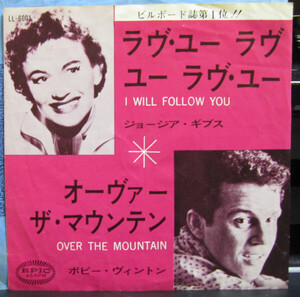 LL-6001
ビルボード誌第1位!!
ラヴ・ユー ラヴ
ユー ラヴ・ユー
I WILL FOLLOW YOU
ジョージア・ギブス
オーヴァー
ザ・マウンテン
OVER THE MOUNTAIN
ボビー・ヴィントン
EPIC